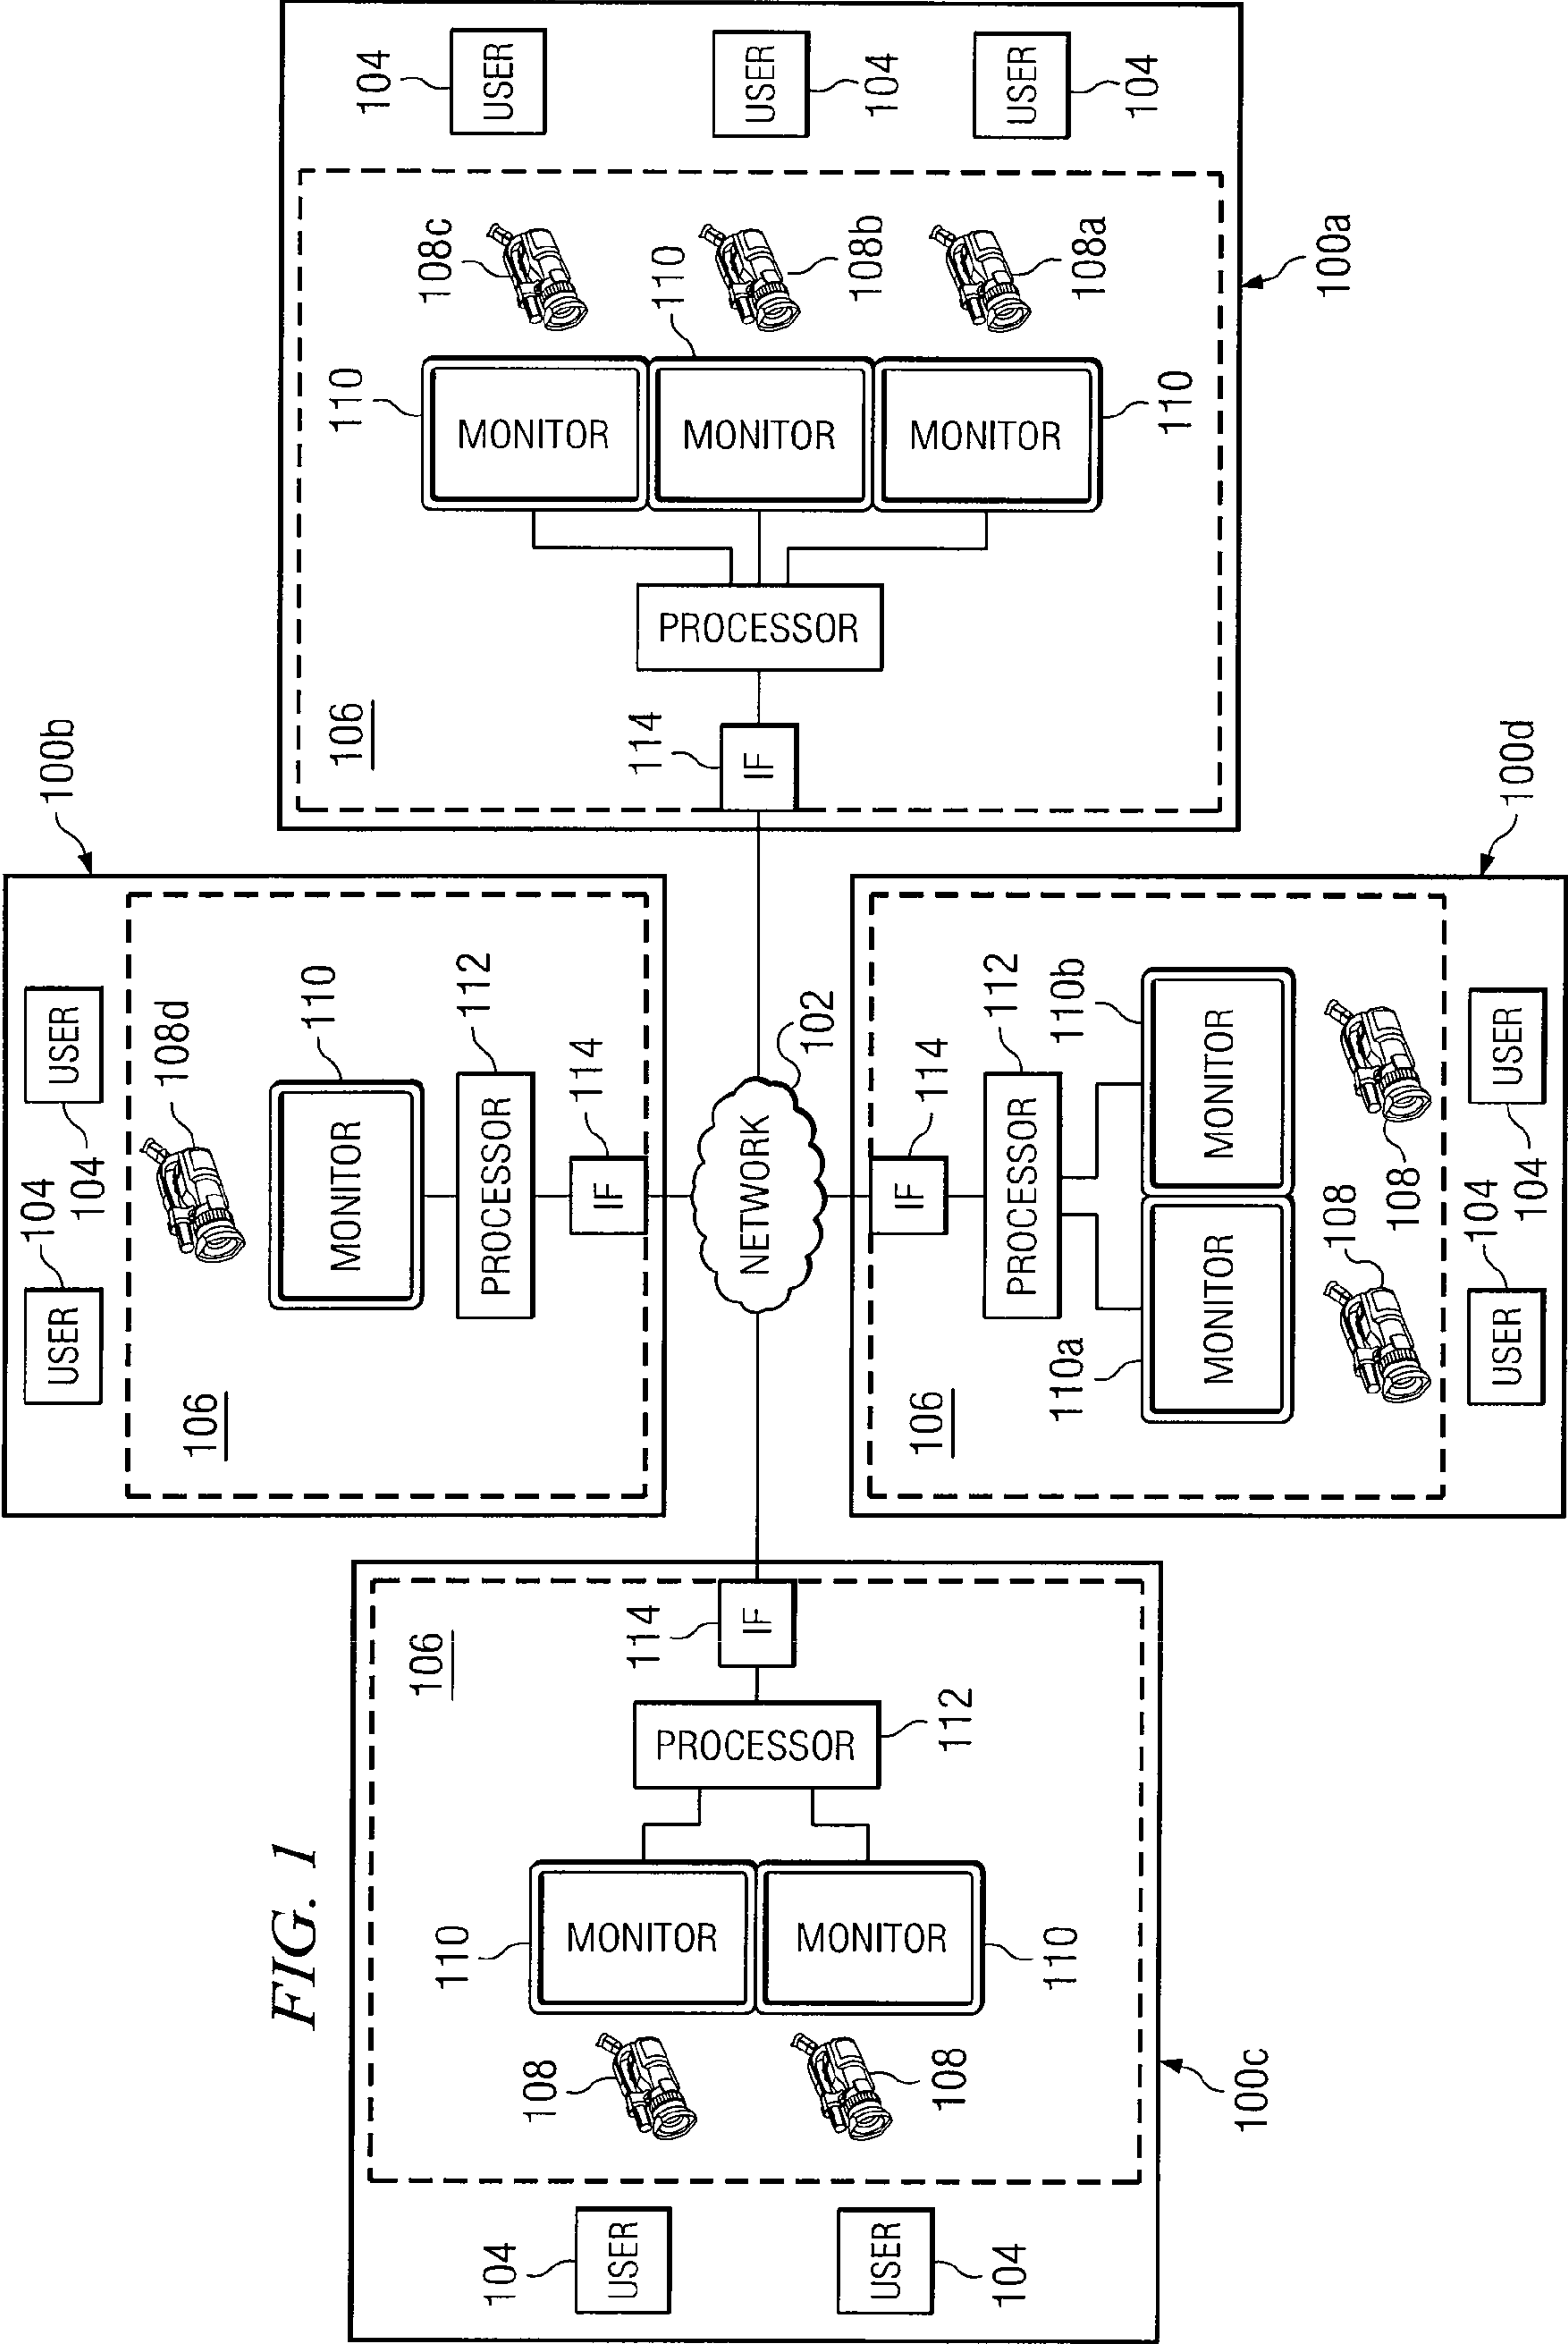 FIG. 1
100b
104
USER
104
USER
108d
110
MONITOR
106
112
PROCESSOR
114
IF
106
114
IF
112
PROCESSOR
110
MONITOR
110
MONITOR
108
108
104
USER
104
USER
100c
102
NETWORK
106
114
IF
PROCESSOR
110
MONITOR
110
MONITOR
110
MONITOR
108c
108b
108a
104
USER
104
USER
104
USER
100a
106
114
IF
112
PROCESSOR
110a
MONITOR
110b
MONITOR
108
108
104
USER
104
USER
100d